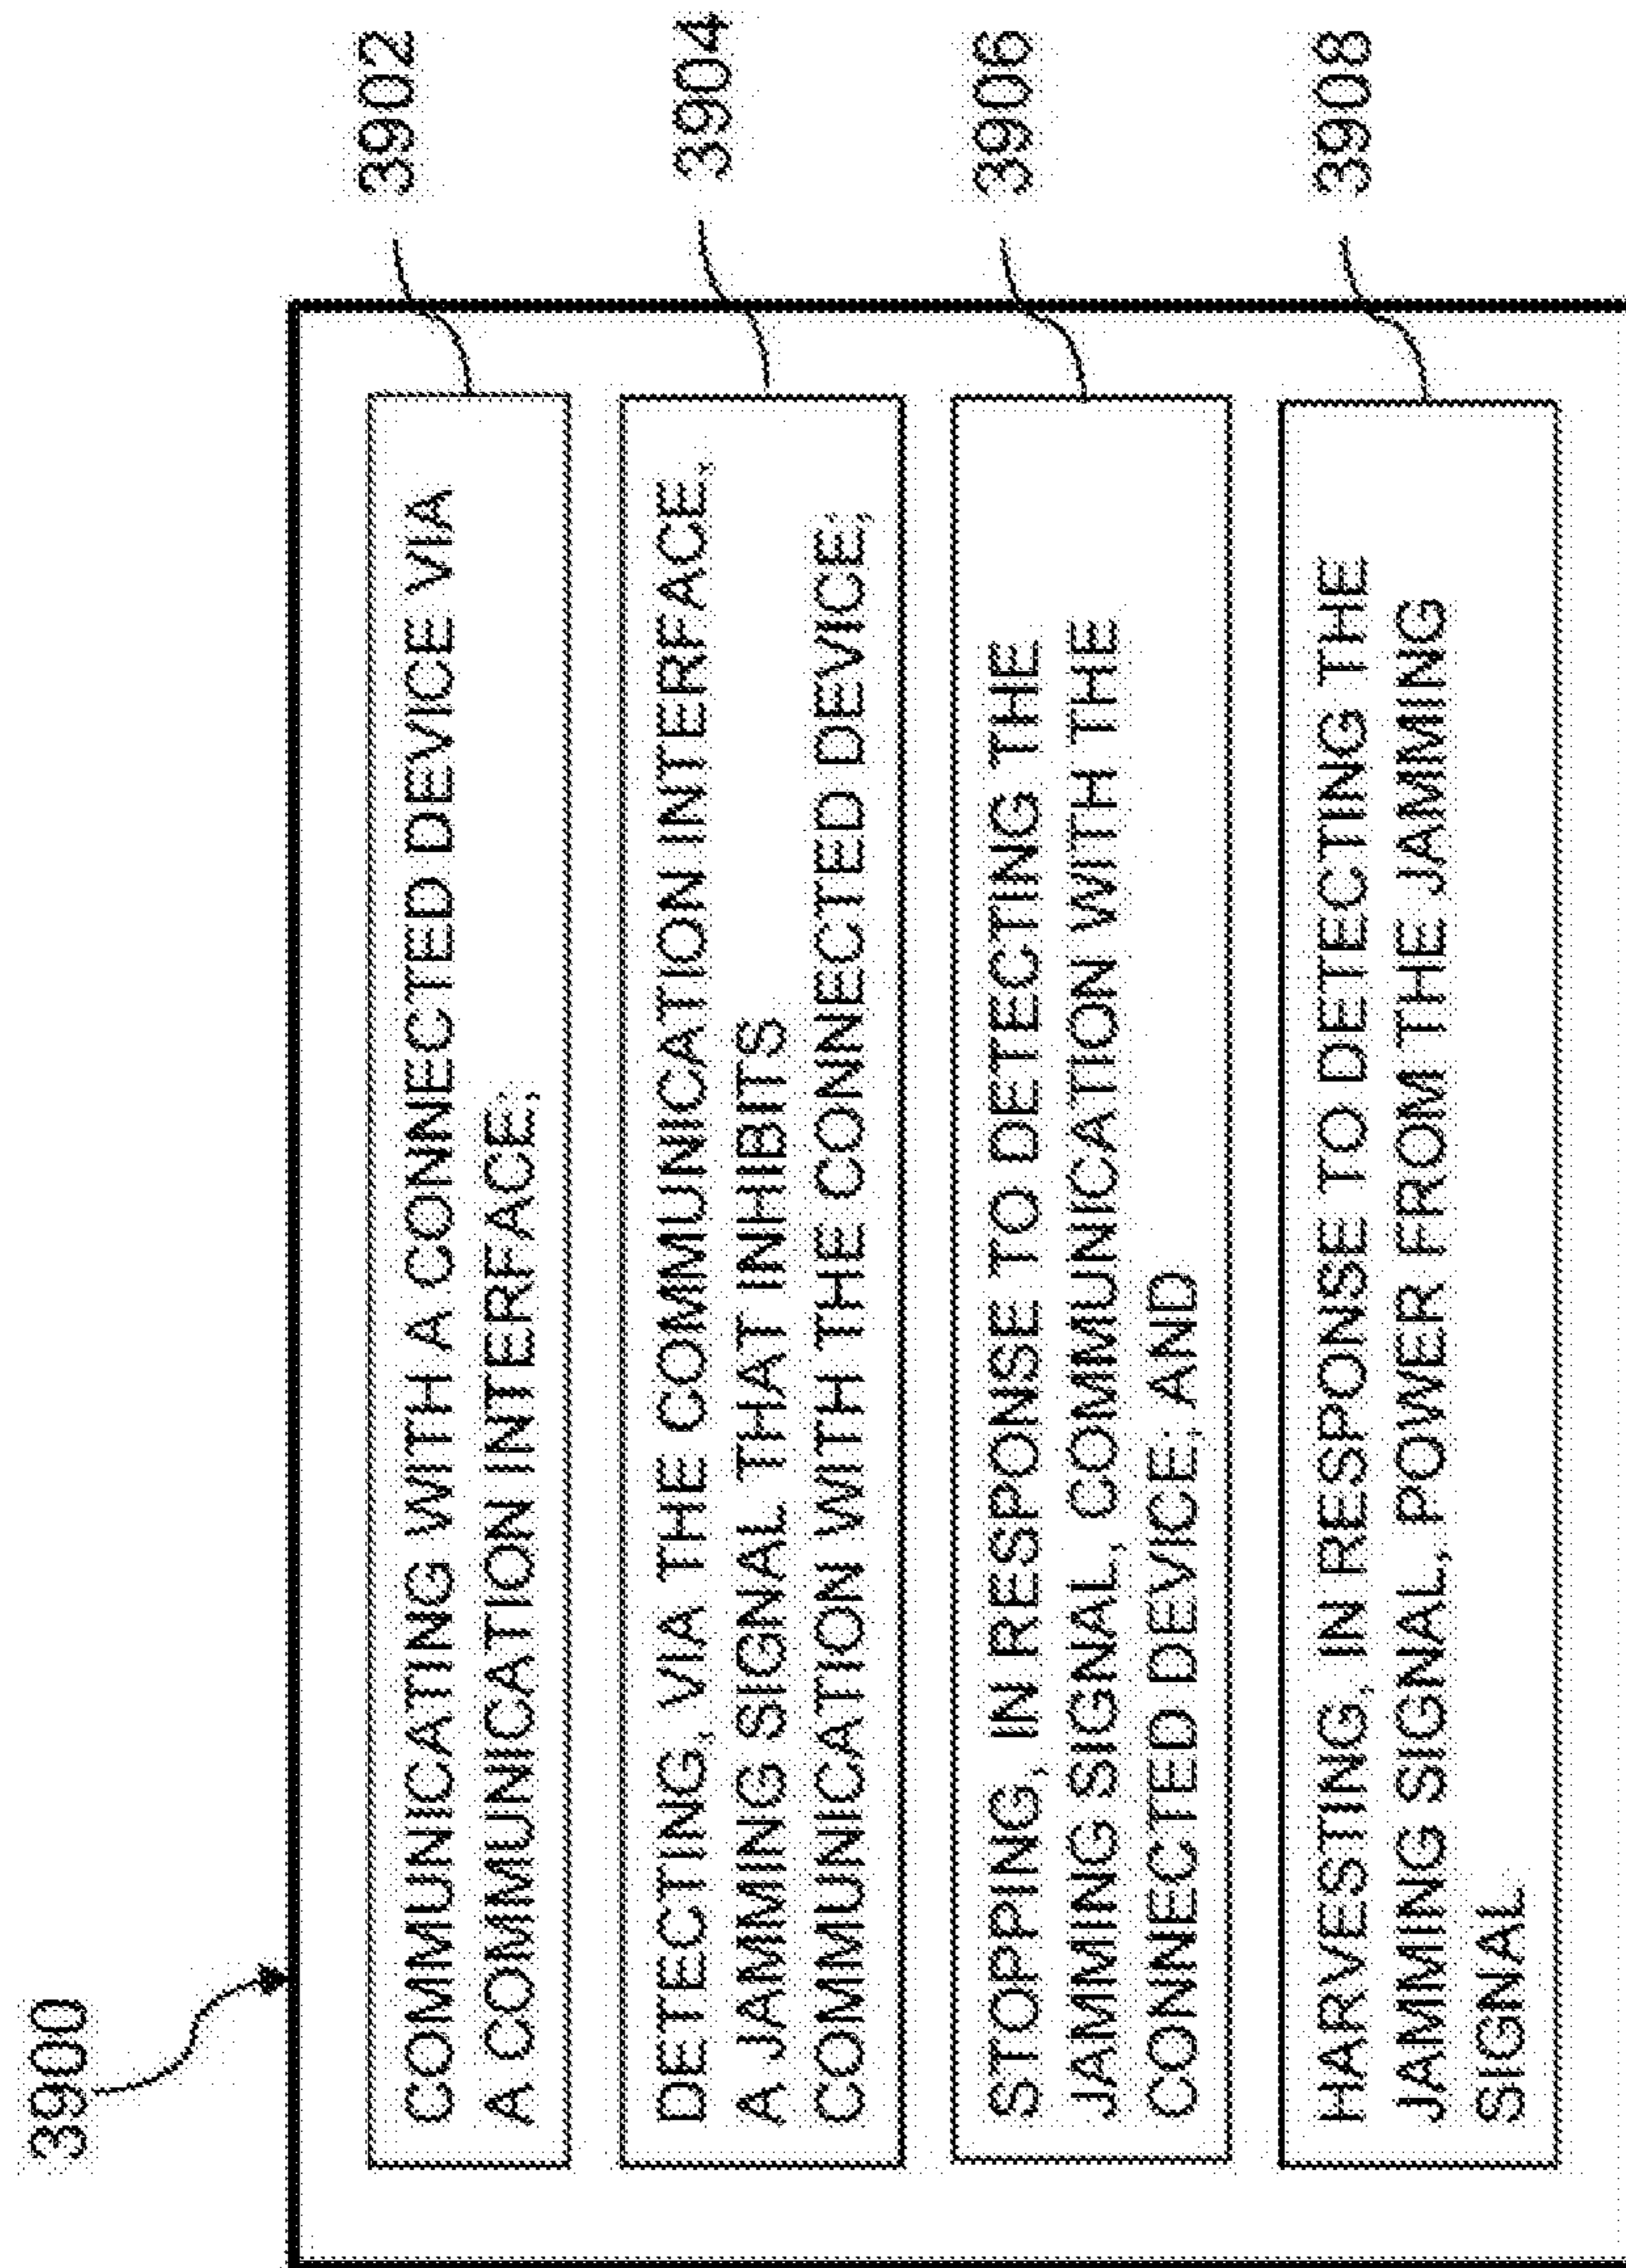 3900
COMMUNICATING WITH A CONNECTED DEVICE VIA
A COMMUNICATION INTERFACE;
3902
DETECTING, VIA THE COMMUNICATION INTERFACE,
A JAMMING SIGNAL THAT INHIBITS
COMMUNICATION WITH THE CONNECTED DEVICE;
3904
STOPPING, IN RESPONSE TO DETECTING THE
JAMMING SIGNAL, COMMUNICATION WITH THE
CONNECTED DEVICE; AND
3906
HARVESTING, IN RESPONSE TO DETECTING THE
JAMMING SIGNAL, POWER FROM THE JAMMING
SIGNAL
3908